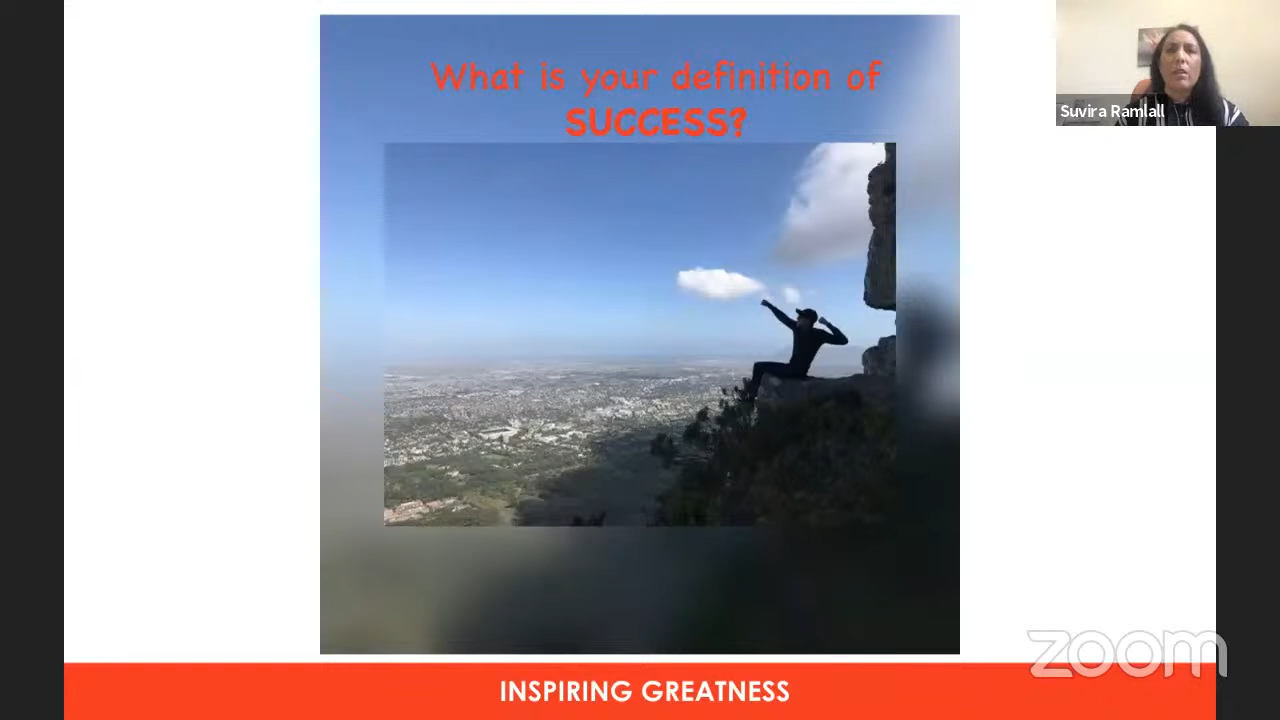 What is your definition of
SUCCESS?
Suvira Ramlall
zoom
INSPIRING GREATNESS